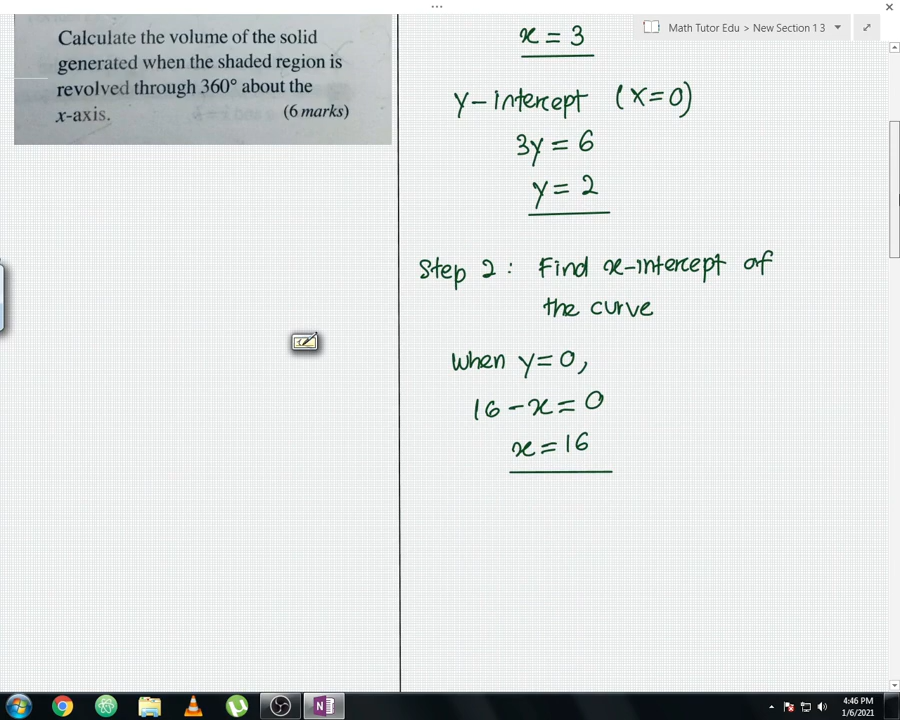 Calculate the volume of the solid
generated when the shaded region is
revolved through 360° about the
x-axis. (6 marks)
Math Tutor Edu > New Section 1 3
x = 3
y-intercept (x=0)
3y = 6
y = 2
Step 2 : Find x-intercept of
the curve
When y=0,
16 - x = 0
x = 16
4:46 PM
1/6/2021